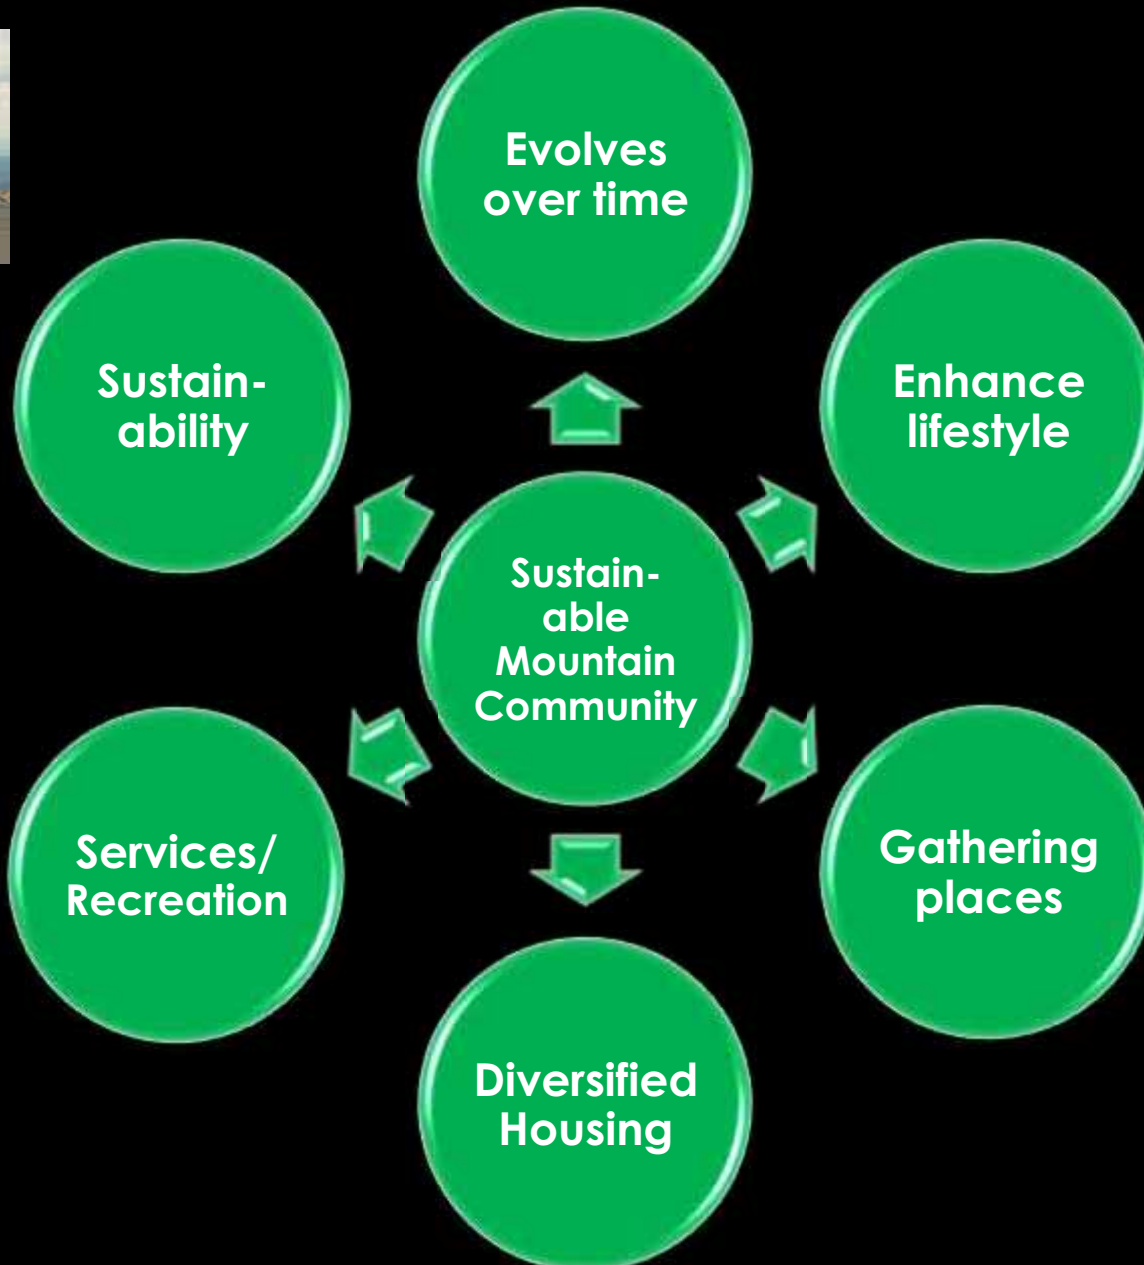 Evolves
over time
Sustain-
ability
Enhance
lifestyle
Sustain-
able
Mountain
Community
Services/
Recreation
Gathering
places
Diversified
Housing